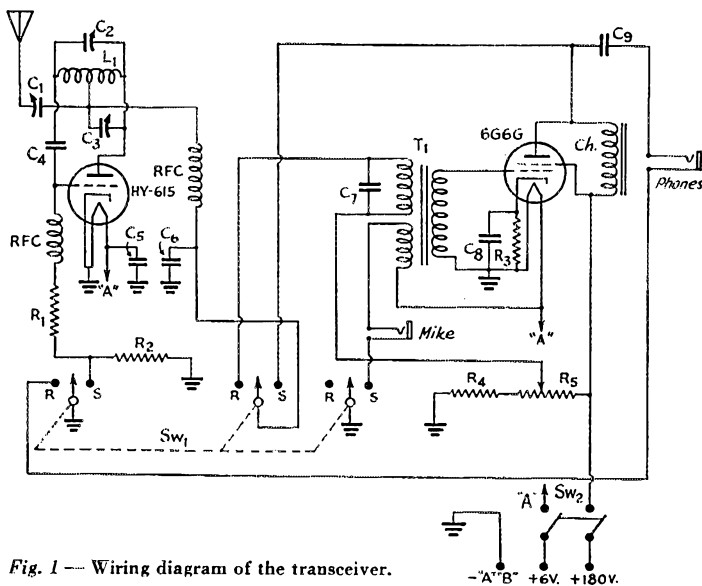 C2
C9
L1
C1
T1
6G6G
C3
C4
RFC
Ch.
HY-615
C7
Phones
RFC
C5
C6
C8
R3
"A"
R1
Mike
"A"
R2
R4
R5
R
S
R
S
R
S
Sw1
"A"
Sw2
-"A""B"
+6V.
+180V.
Fig. 1 — Wiring diagram of the transceiver.